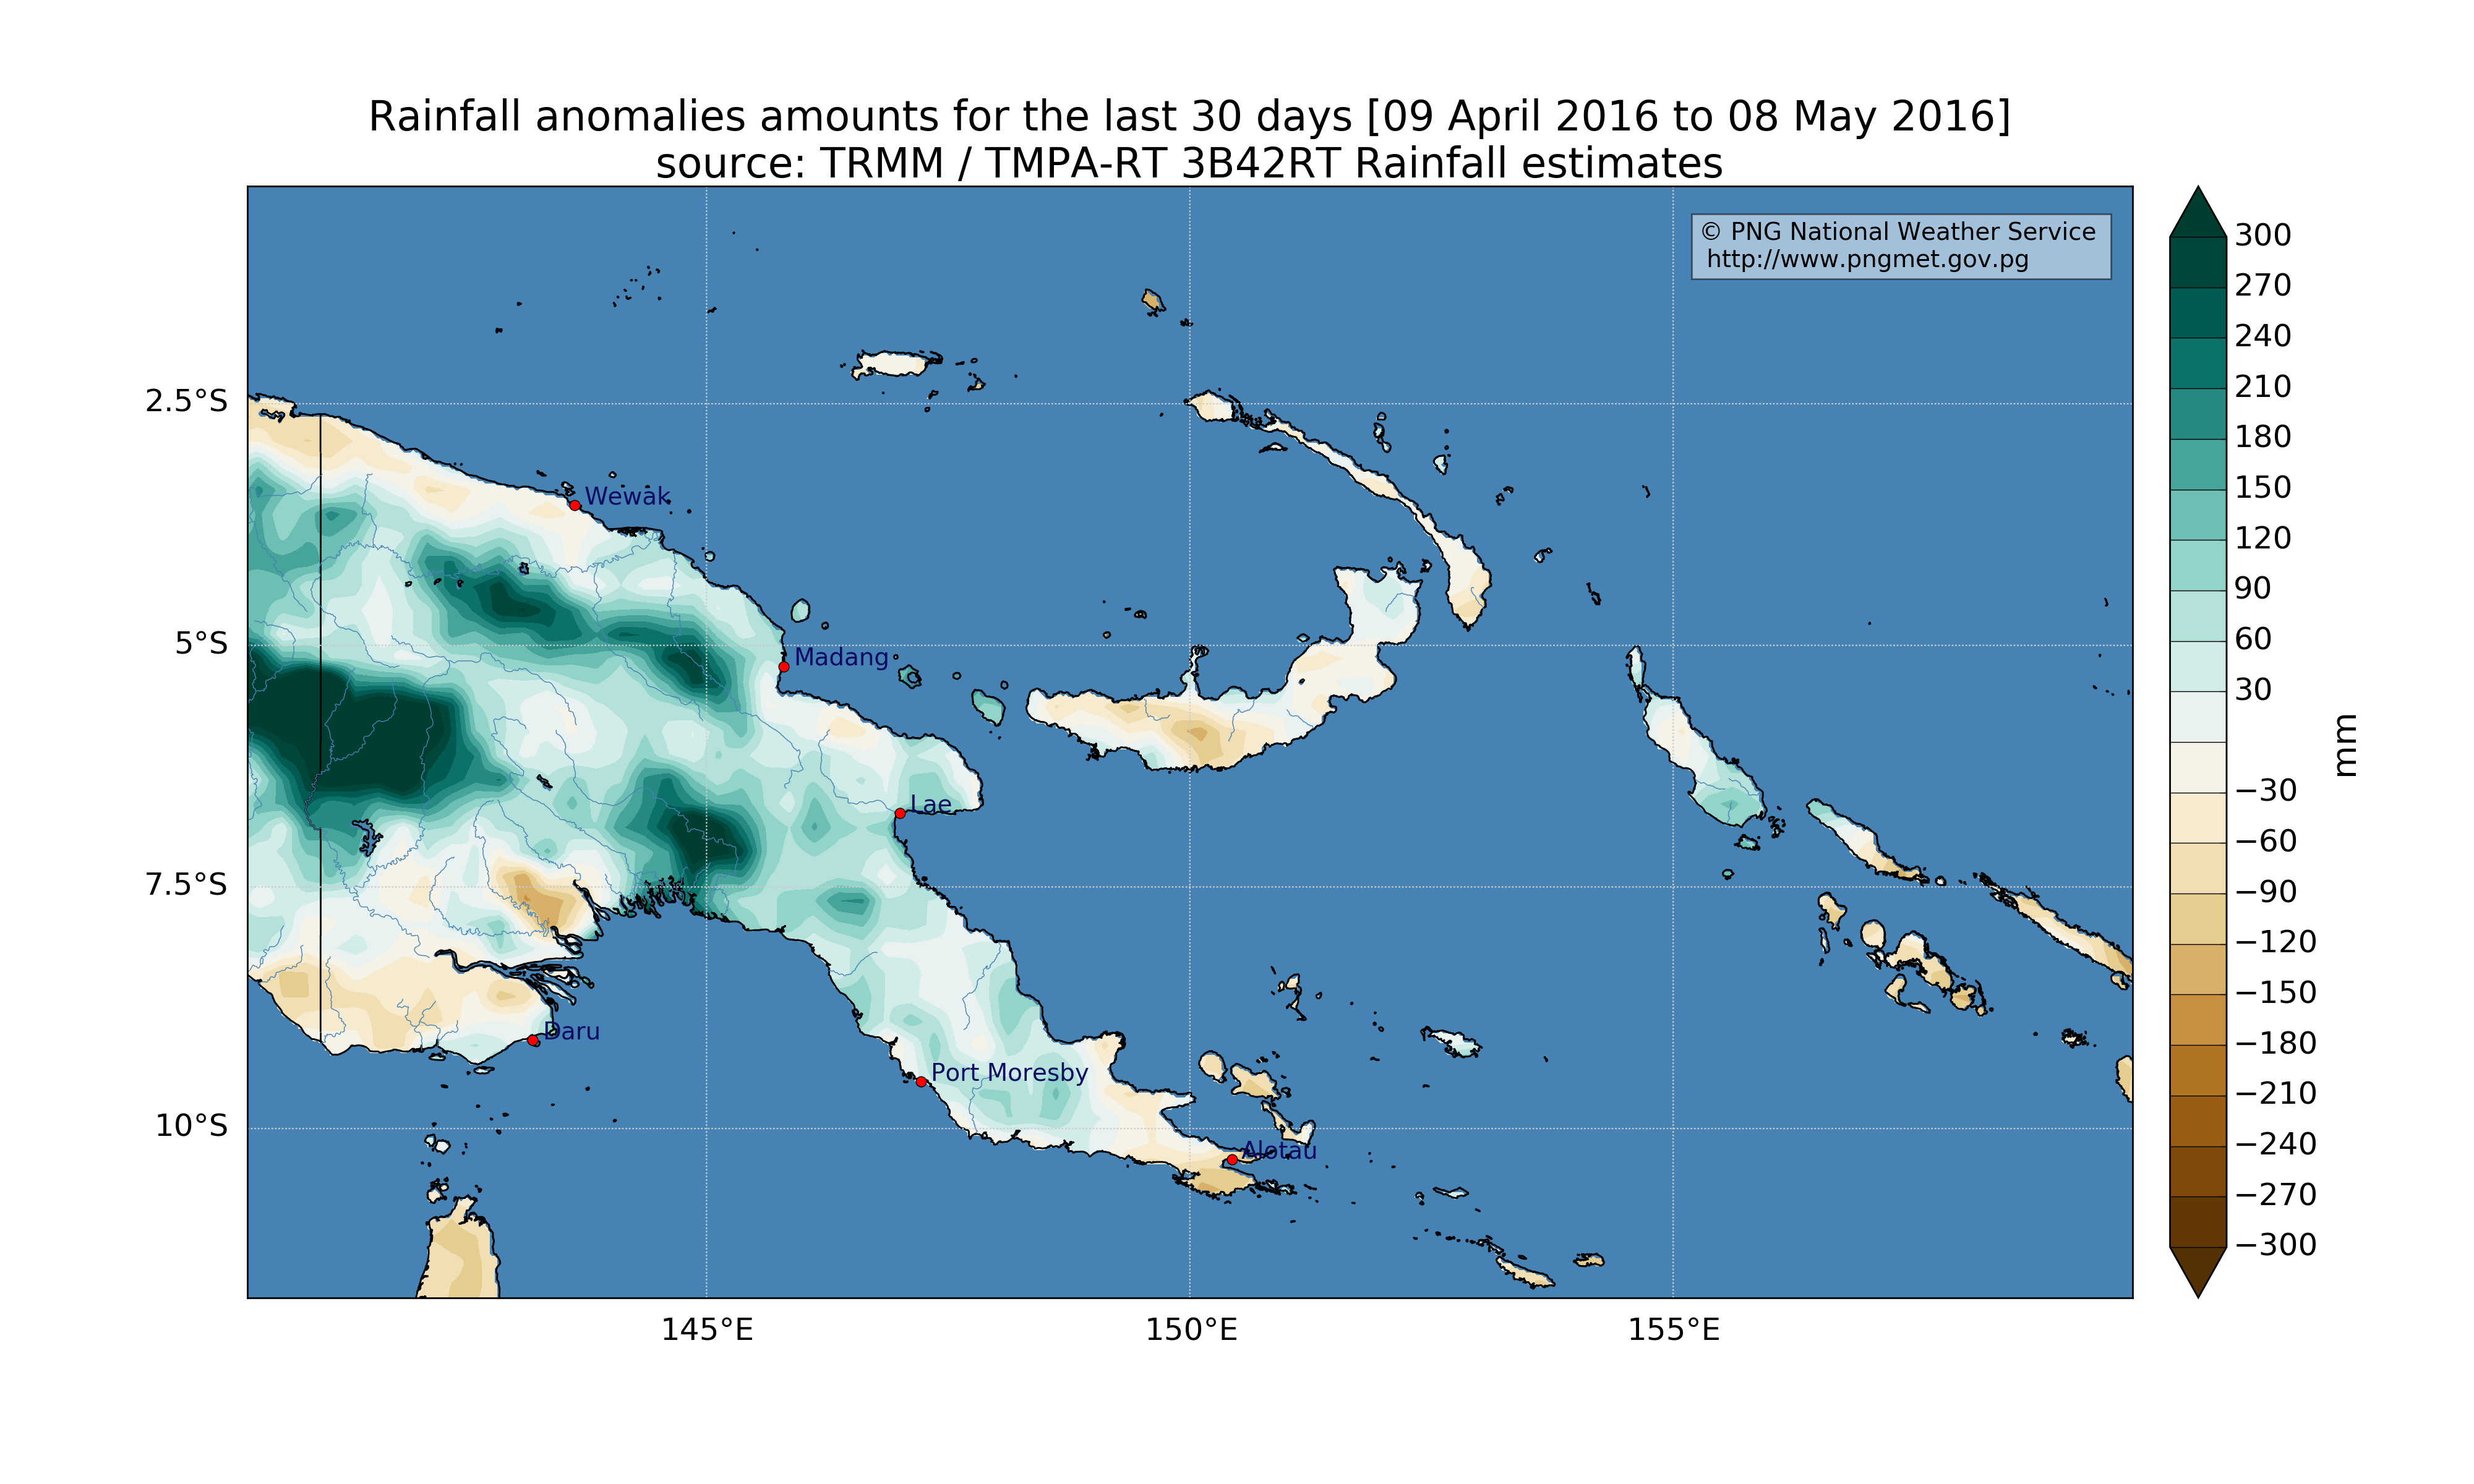 Rainfall anomalies amounts for the last 30 days [09 April 2016 to 08 May 2016]
source: TRMM / TMPA-RT 3B42RT Rainfall estimates
© PNG National Weather Service
http://www.pngmet.gov.pg
2.5°S
5°S
7.5°S
10°S
Wewak
Madang
Lae
Daru
Port Moresby
Alotau
145°E
150°E
155°E
300
270
240
210
180
150
120
90
60
30
−30
−60
−90
−120
−150
−180
−210
−240
−270
−300
mm